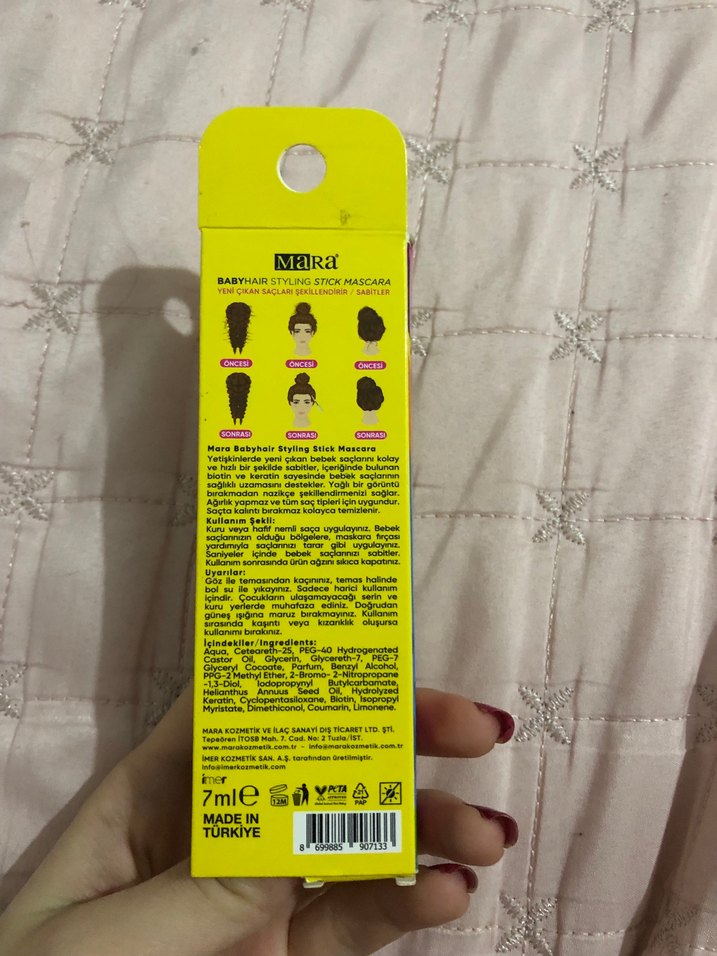 MaRa®
BABYHAIR STYLING STICK MASCARA
YENİ ÇIKAN SAÇLARI ŞEKİLLENDİRİR / SABİTLER
ÖNCESİ ÖNCESİ ÖNCESİ
SONRASI SONRASI SONRASI
Mara Babyhair Styling Stick Mascara
Yetişkinlerde yeni çıkan bebek saçlarını kolay
ve hızlı bir şekilde sabitler, içeriğinde bulunan
biotin ve keratin sayesinde bebek saçlarının
sağlıklı uzamasını destekler. Yağlı bir görüntü
bırakmadan nazikçe şekillendirmenizi sağlar.
Ağırlık yapmaz ve tüm saç tipleri için uygundur.
Saçta kalıntı bırakmaz kolayca temizlenir.
Kullanım Şekli:
Kuru veya hafif nemli saça uygulayınız. Bebek
saçlarınızın olduğu bölgelere, maskara fırçası
yardımıyla saçlarınızı tarar gibi uygulayınız.
Saniyeler içinde bebek saçlarınızı sabitler.
Kullanım sonrasında ürün ağzını sıkıca kapatınız.
Uyarılar:
Göz ile temasından kaçınınız, temas halinde
bol su ile yıkayınız. Sadece harici kullanım
içindir. Çocukların ulaşamayacağı serin ve
kuru yerlerde muhafaza ediniz. Doğrudan
güneş ışığına maruz bırakmayınız. Kullanım
sırasında kaşıntı veya kızarıklık oluşursa
kullanımı bırakınız.
İçindekiler/Ingredients:
Aqua, Ceteareth-25, PEG-40 Hydrogenated
Castor Oil, Glycerin, Glycereth-7, PEG-7
Glyceryl Cocoate, Parfum, Benzyl Alcohol,
PPG-2 Methyl Ether, 2-Bromo- 2-Nitropropane
-1,3-Diol, Iodopropynyl Butylcarbamate,
Helianthus Annuus Seed Oil, Hydrolyzed
Keratin, Cyclopentasiloxane, Biotin, Isopropyl
Myristate, Dimethiconol, Coumarin, Limonene.
MARA KOZMETİK VE İLAÇ SANAYİ DIŞ TİCARET LTD. ŞTİ.
Tepeören İTOSB Mah. 7. Cad. No: 2 Tuzla/İST.
www.marakozmetik.com.tr - info@marakozmetik.com.tr
İMER KOZMETİK SAN. A.Ş. tarafından üretilmiştir.
info@imerkozmetik.com
imer
7ml e 12M PETA 21 PAP
MADE IN
TÜRKİYE
8 699885 907133